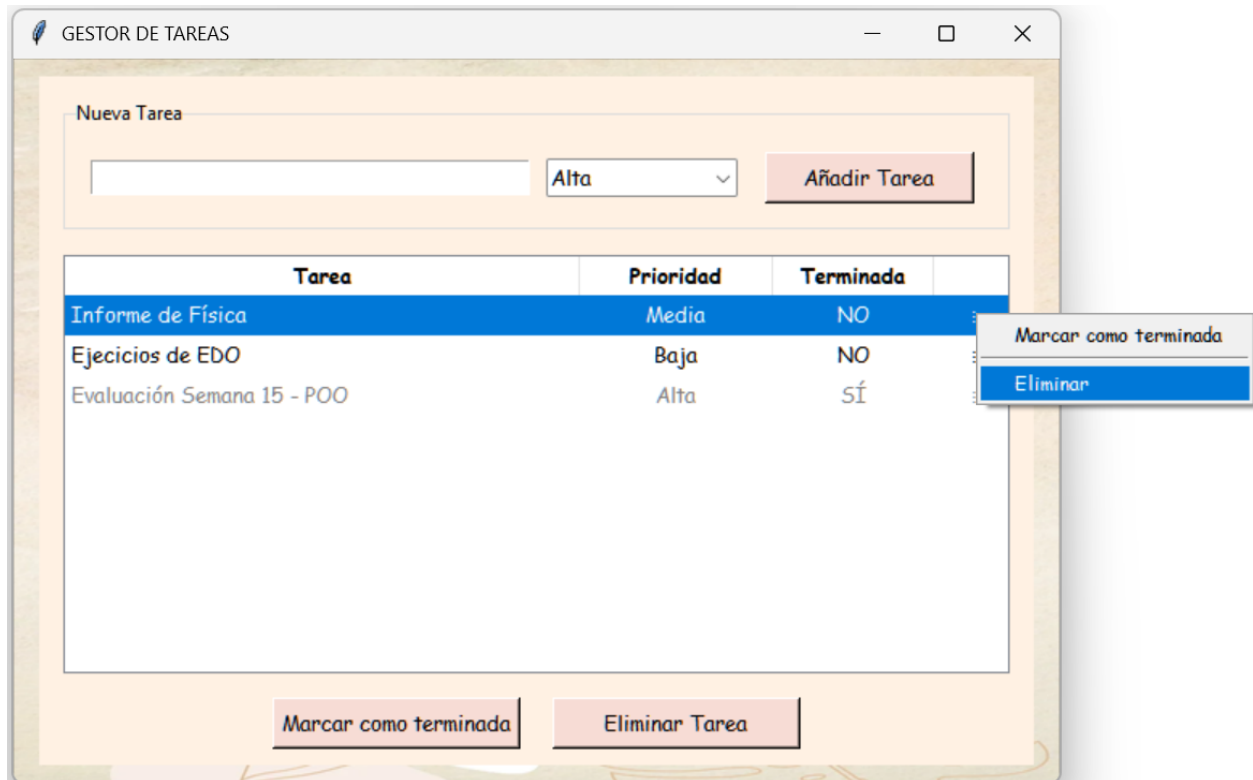 GESTOR DE TAREAS
Nueva Tarea
Alta Añadir Tarea
Tarea Prioridad Terminada
Informe de Física Media NO
Ejecicios de EDO Baja NO
Evaluación Semana 15 - POO Alta SÍ
Marcar como terminada
Eliminar
Marcar como terminada Eliminar Tarea